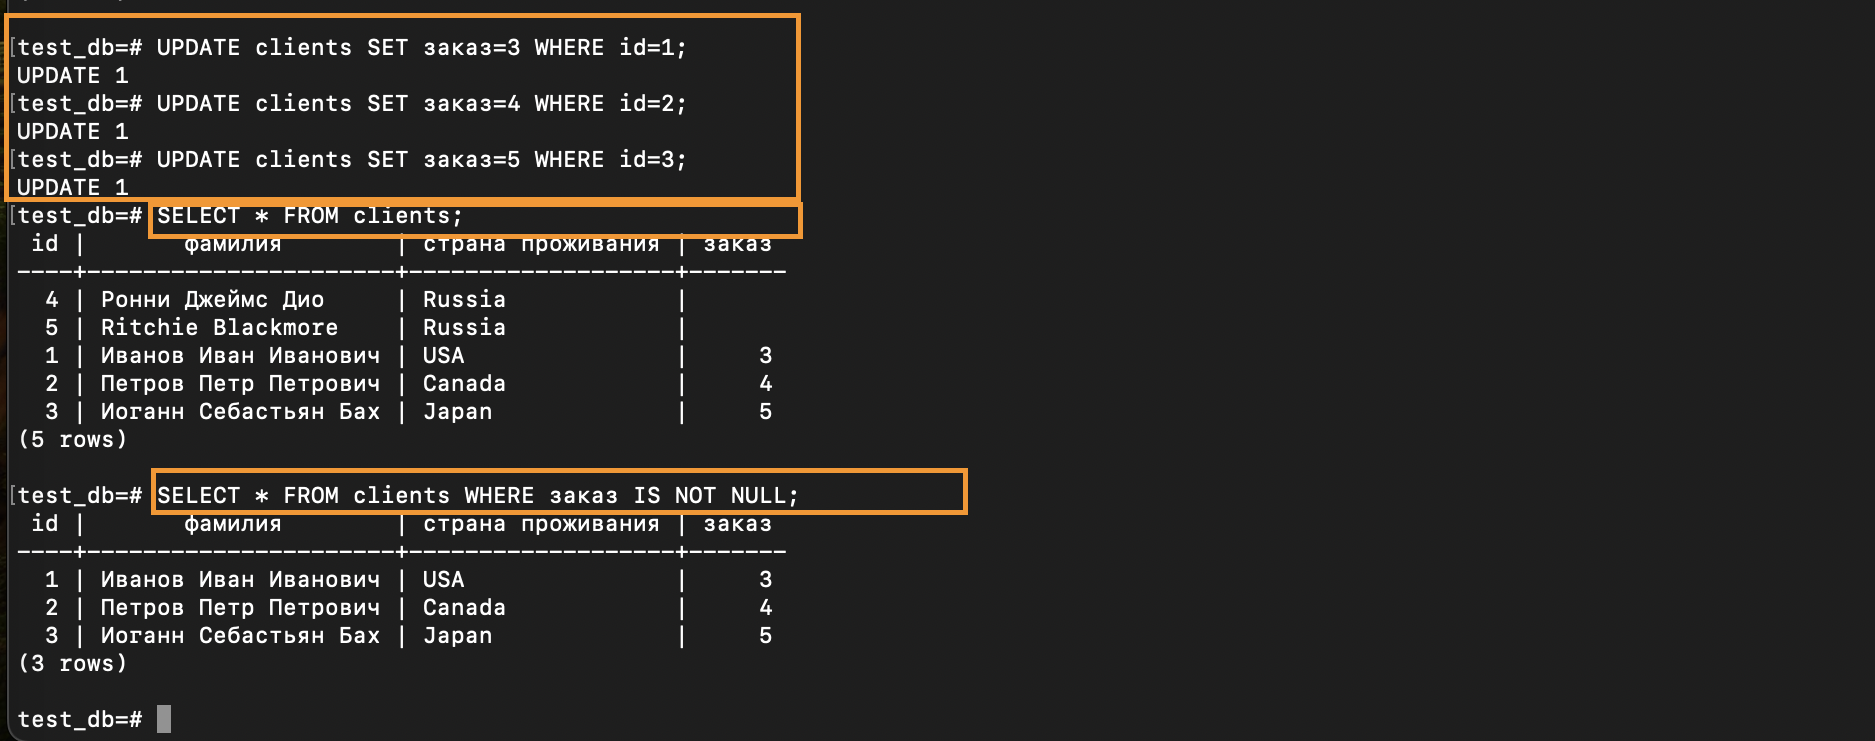 [test_db=# UPDATE clients SET заказ=3 WHERE id=1;
UPDATE 1
[test_db=# UPDATE clients SET заказ=4 WHERE id=2;
UPDATE 1
[test_db=# UPDATE clients SET заказ=5 WHERE id=3;
UPDATE 1
[test_db=# SELECT * FROM clients;
 id |       фамилия        | страна проживания | заказ
----+----------------------+-------------------+-------
  4 | Ронни Джеймс Дио     | Russia            |
  5 | Ritchie Blackmore    | Russia            |
  1 | Иванов Иван Иванович | USA               |     3
  2 | Петров Петр Петрович | Canada            |     4
  3 | Иоганн Себастьян Бах | Japan             |     5
(5 rows)
[test_db=# SELECT * FROM clients WHERE заказ IS NOT NULL;
 id |       фамилия        | страна проживания | заказ
----+----------------------+-------------------+-------
  1 | Иванов Иван Иванович | USA               |     3
  2 | Петров Петр Петрович | Canada            |     4
  3 | Иоганн Себастьян Бах | Japan             |     5
(3 rows)
test_db=#